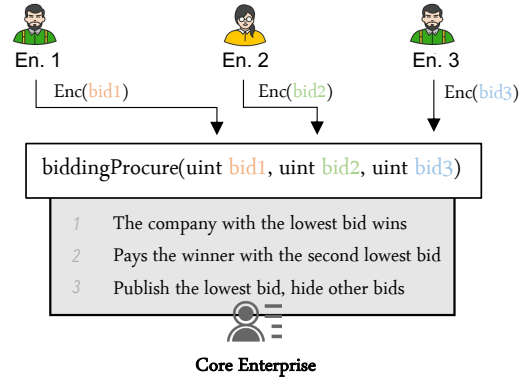 En. 1 En. 2 En. 3
Enc(bid1) Enc(bid2) Enc(bid3)
biddingProcure(uint bid1, uint bid2, uint bid3)
1 The company with the lowest bid wins
2 Pays the winner with the second lowest bid
3 Publish the lowest bid, hide other bids
Core Enterprise